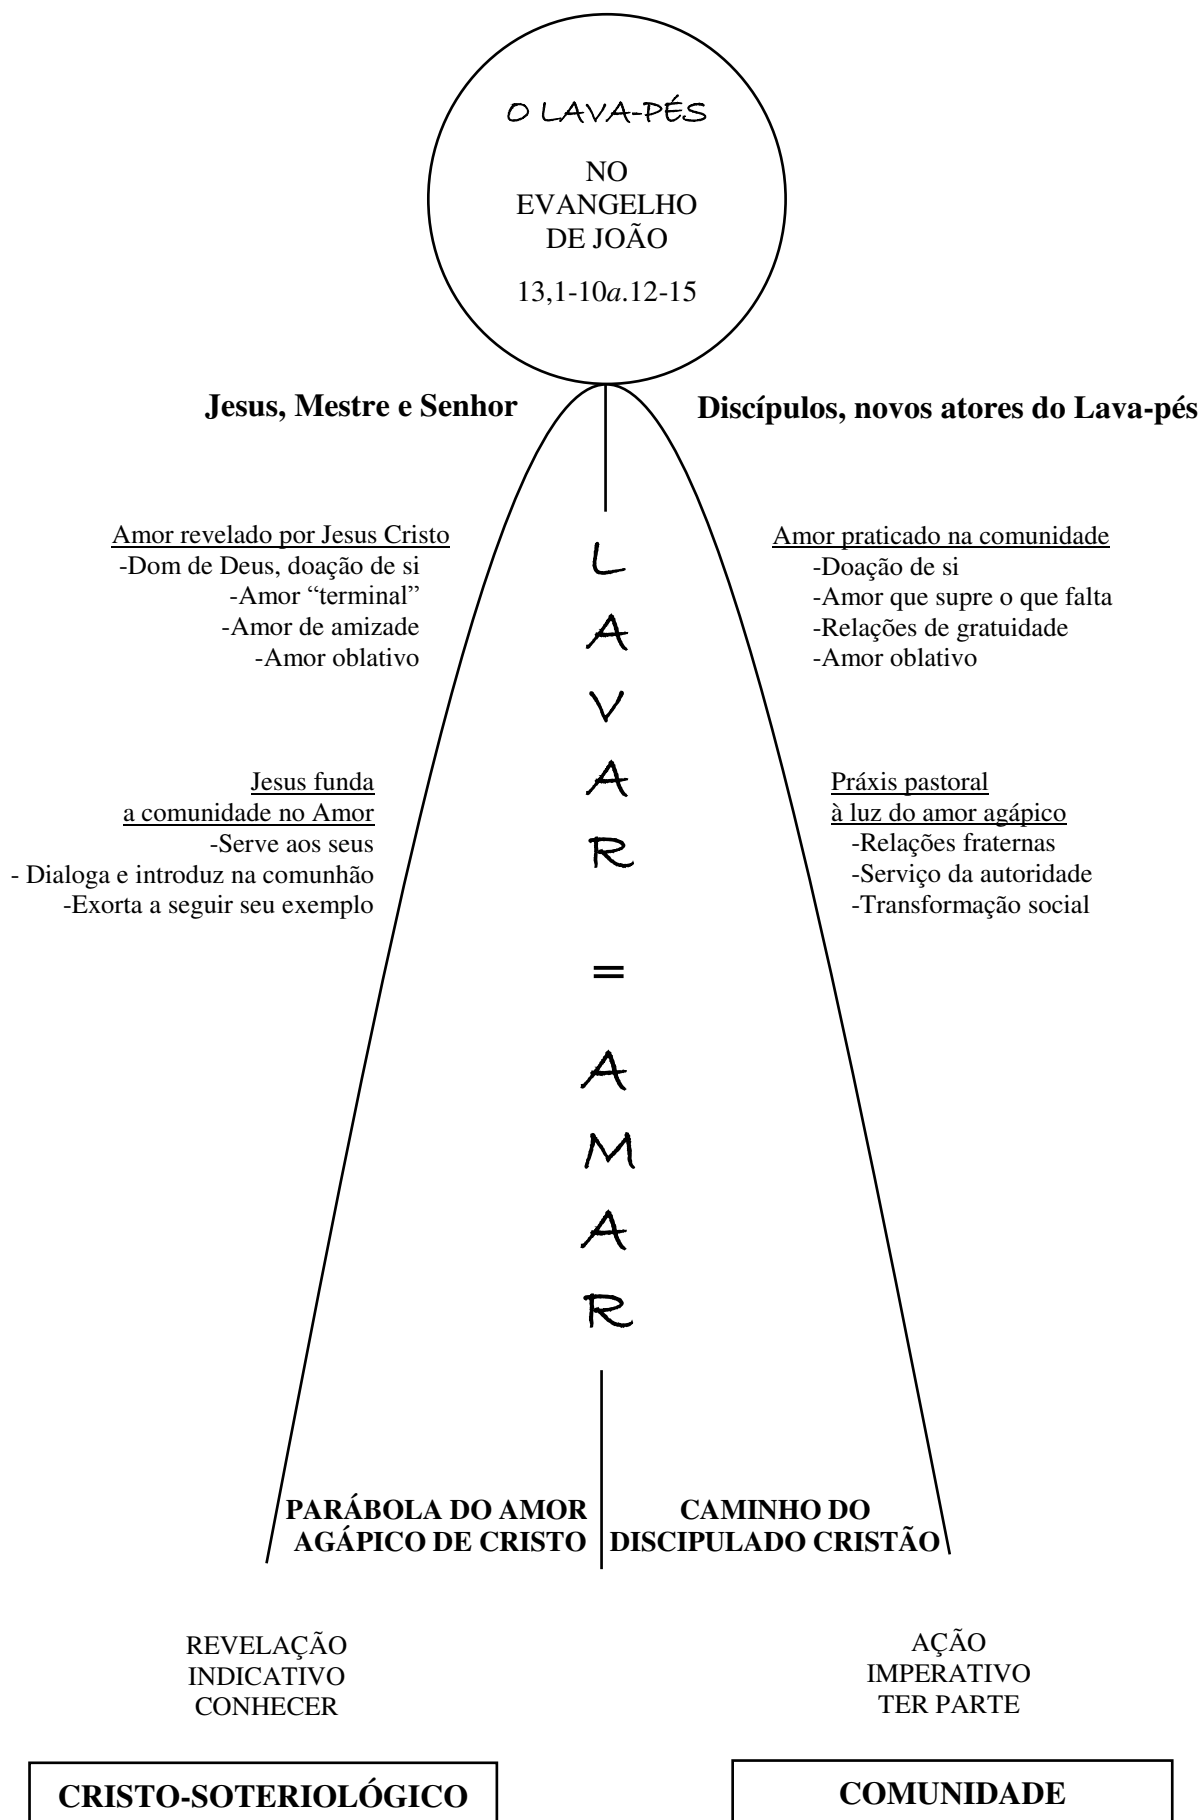 O LAVA-PÉS
NO
EVANGELHO
DE JOÃO
13,1-10a.12-15
Jesus, Mestre e Senhor
Discípulos, novos atores do Lava-pés
Amor revelado por Jesus Cristo
-Dom de Deus, doação de si
-Amor “terminal”
-Amor de amizade
-Amor oblativo
Amor praticado na comunidade
-Doação de si
-Amor que supre o que falta
-Relações de gratuidade
-Amor oblativo
Jesus funda
a comunidade no Amor
-Serve aos seus
- Dialoga e introduz na comunhão
-Exorta a seguir seu exemplo
Práxis pastoral
à luz do amor agápico
-Relações fraternas
-Serviço da autoridade
-Transformação social
L
A
V
A
R
=
A
M
A
R
PARÁBOLA DO AMOR
AGÁPICO DE CRISTO
CAMINHO DO
DISCIPULADO CRISTÃO
REVELAÇÃO
INDICATIVO
CONHECER
AÇÃO
IMPERATIVO
TER PARTE
CRISTO-SOTERIOLÓGICO
COMUNIDADE